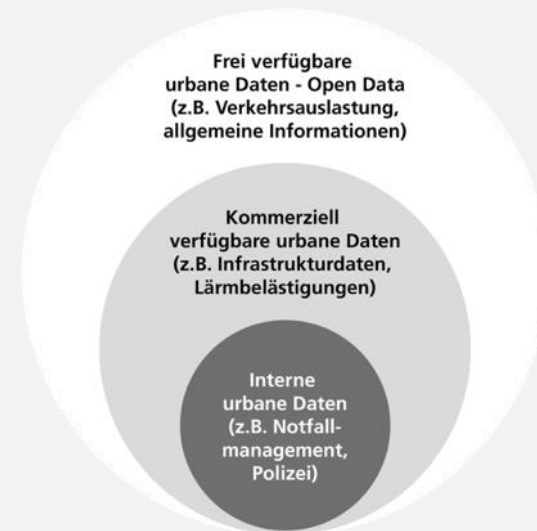 Frei verfügbare
urbane Daten - Open Data
(z.B. Verkehrsauslastung,
allgemeine Informationen)
Kommerziell
verfügbare urbane Daten
(z.B. Infrastrukturdaten,
Lärmbelästigungen)
Interne
urbane Daten
(z.B. Notfall-
management,
Polizei)